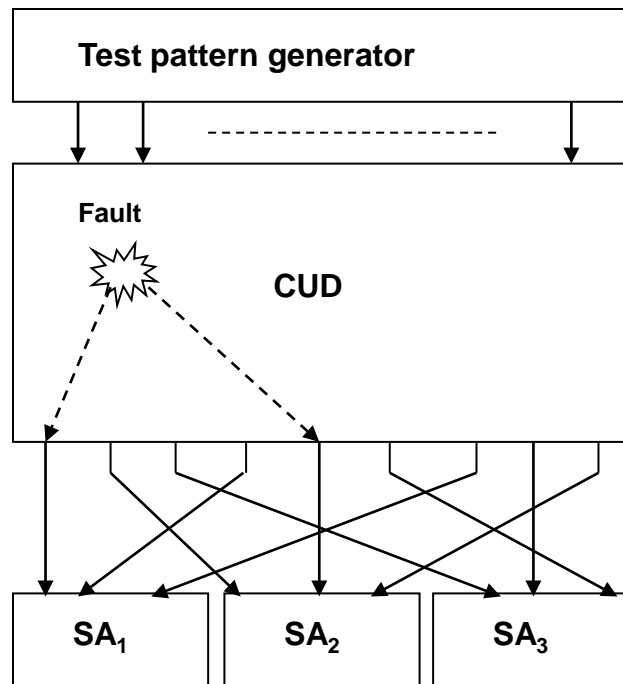 Test pattern generator
Fault
CUD
SA₁
SA₂
SA₃